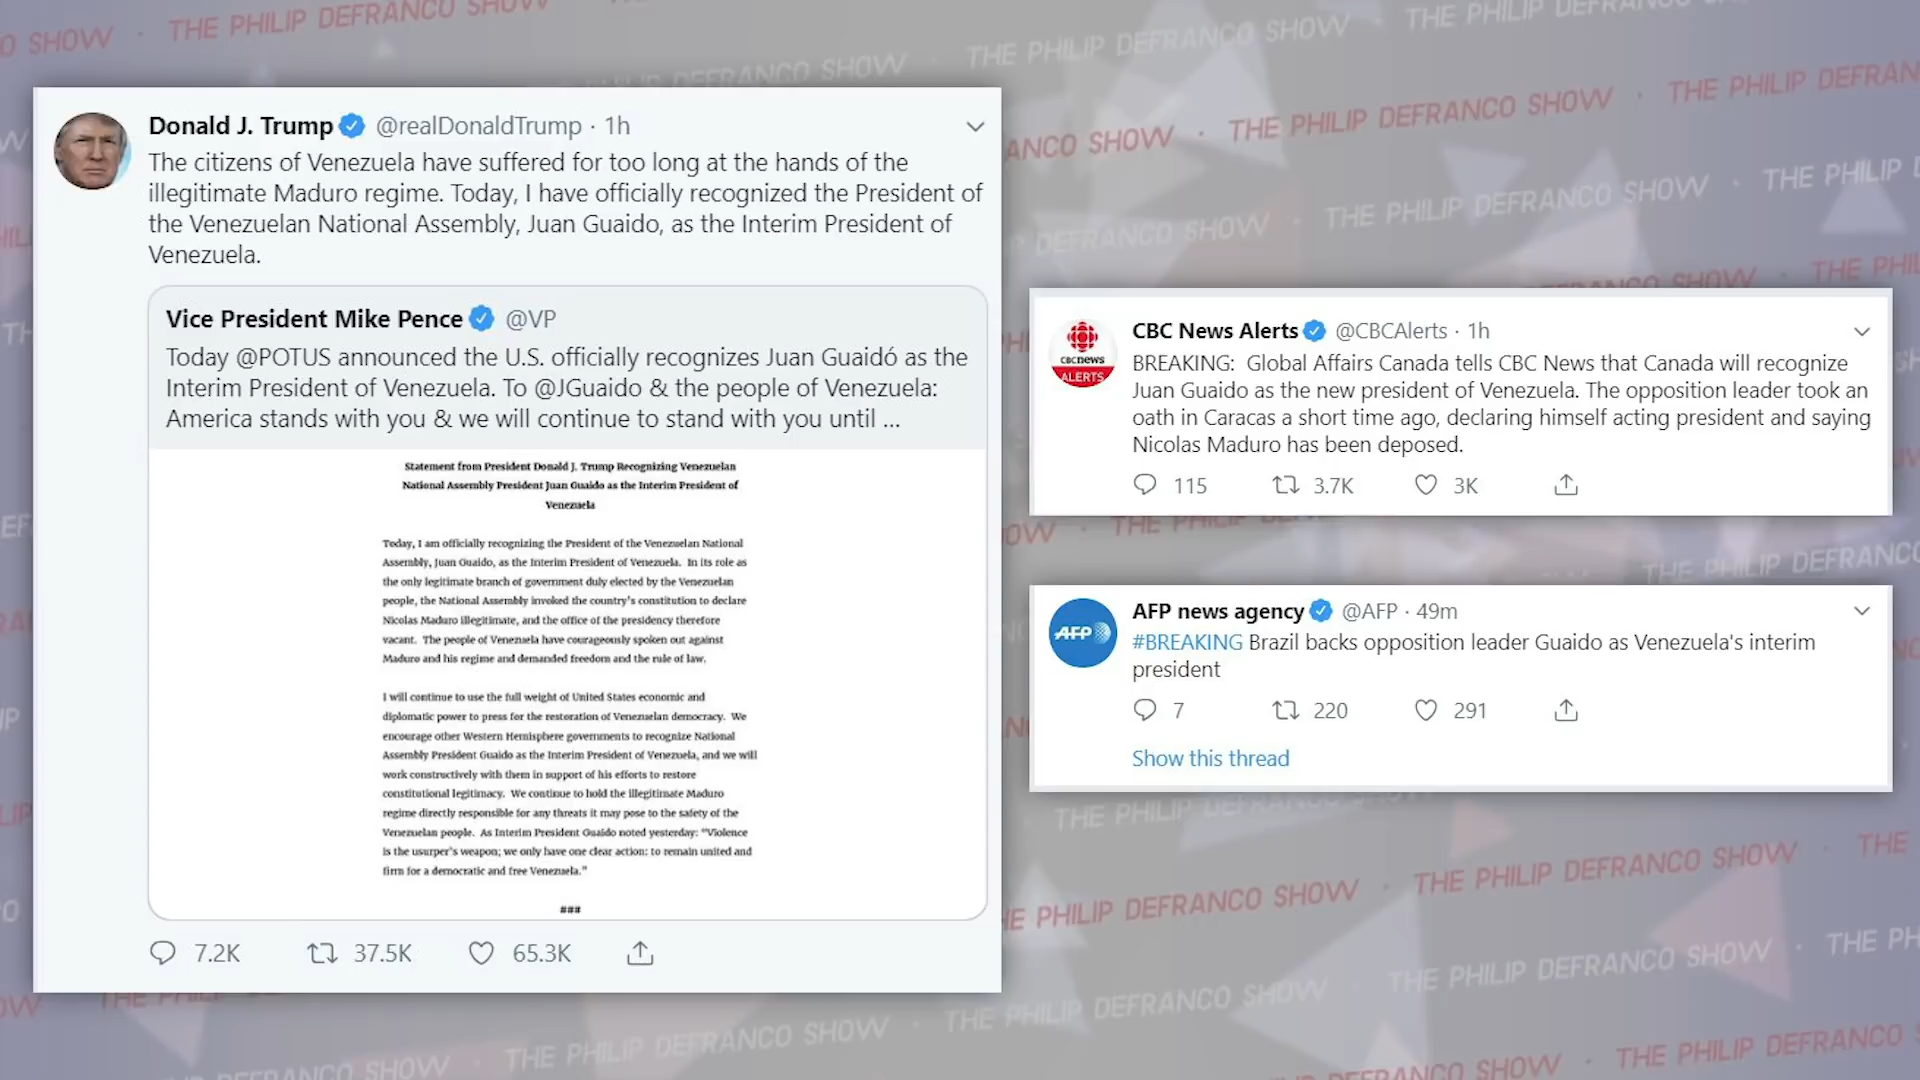 Donald J. Trump @realDonaldTrump · 1h
The citizens of Venezuela have suffered for too long at the hands of the
illegitimate Maduro regime. Today, I have officially recognized the President of
the Venezuelan National Assembly, Juan Guaido, as the Interim President of
Venezuela.
Vice President Mike Pence @VP
Today @POTUS announced the U.S. officially recognizes Juan Guaidó as the
Interim President of Venezuela. To @JGuaido & the people of Venezuela:
America stands with you & we will continue to stand with you until ...
Statement from President Donald J. Trump Recognizing Venezuelan
National Assembly President Juan Guaido as the Interim President of
Venezuela
Today, I am officially recognizing the President of the Venezuelan National
Assembly, Juan Guaido, as the Interim President of Venezuela. In its role as
the only legitimate branch of government duly elected by the Venezuelan
people, the National Assembly invoked the country's constitution to declare
Nicolas Maduro illegitimate, and the office of the presidency therefore
vacant. The people of Venezuela have courageously spoken out against
Maduro and his regime and demanded freedom and the rule of law.
I will continue to use the full weight of United States economic and
diplomatic power to press for the restoration of Venezuelan democracy. We
encourage other Western Hemisphere governments to recognize National
Assembly President Guaido as the Interim President of Venezuela, and we will
work constructively with them in support of his efforts to restore
constitutional legitimacy. We continue to hold the illegitimate Maduro
regime directly responsible for any threats it may pose to the safety of the
Venezuelan people. As Interim President Guaido noted yesterday: "Violence
is the usurper's weapon; we only have one clear action: to remain united and
firm for a democratic and free Venezuela."
###
7.2K 37.5K 65.3K
CBC NEWS
ALERTS
CBC News Alerts @CBCAlerts · 1h
BREAKING: Global Affairs Canada tells CBC News that Canada will recognize
Juan Guaido as the new president of Venezuela. The opposition leader took an
oath in Caracas a short time ago, declaring himself acting president and saying
Nicolas Maduro has been deposed.
115 3.7K 3K
AFP
AFP news agency @AFP · 49m
#BREAKING Brazil backs opposition leader Guaido as Venezuela's interim
president
7 220 291
Show this thread
THE PHILIP DEFRANCO SHOW